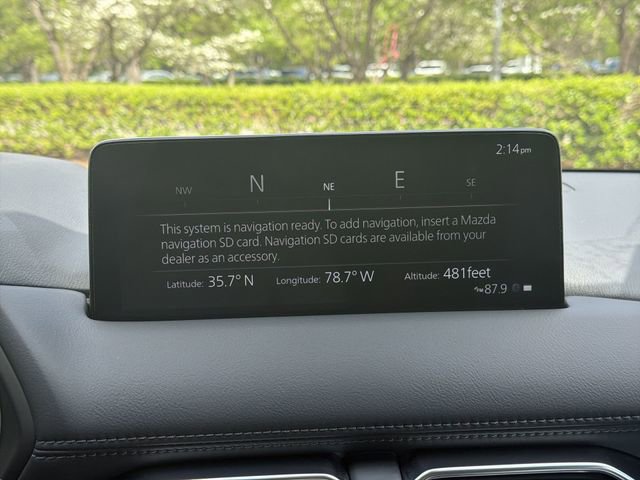 2:14pm
NW N NE E SE
This system is navigation ready. To add navigation, insert a Mazda
navigation SD card. Navigation SD cards are available from your
dealer as an accessory.
Latitude: 35.7° N Longitude: 78.7° W Altitude: 481feet
FM 87.9